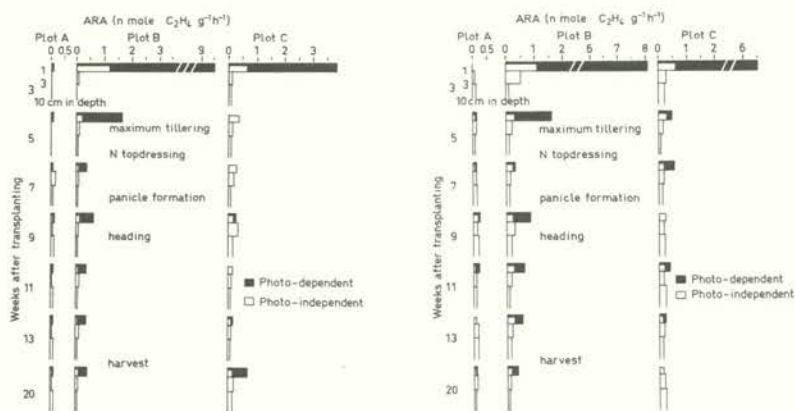 ARA (n mole C₂H₄ g⁻¹h⁻¹)
Plot A Plot B Plot C
0 0.5 0 1 2 3 9 0 1 2 3
1
3
3
10 cm in depth
5
maximum tillering
N topdressing
7
panicle formation
9
heading
11
Photo-dependent
Photo-independent
13
harvest
20
Weeks after transplanting
ARA (n mole C₂H₄ g⁻¹h⁻¹)
Plot A Plot B Plot C
0 0.5 0 1 2 6 7 8 0 1 2 6
1
3
3
10 cm in depth
5
maximum tillering
N topdressing
7
panicle formation
9
heading
11
Photo-dependent
Photo-independent
13
harvest
20
Weeks after transplanting